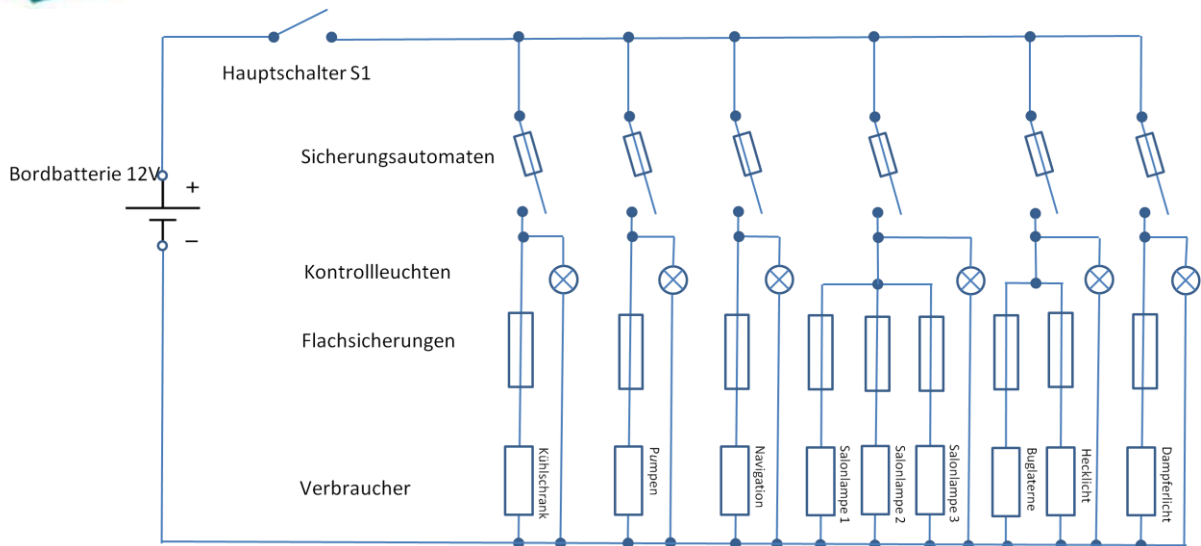 Hauptschalter S1
Sicherungsautomaten
Bordbatterie 12V
+
−
Kontrollleuchten
Flachsicherungen
Verbraucher
Kühlschrank
Pumpen
Navigation
Salonlampe 1
Salonlampe 2
Salonlampe 3
Buglaterne
Hecklicht
Dampferlicht